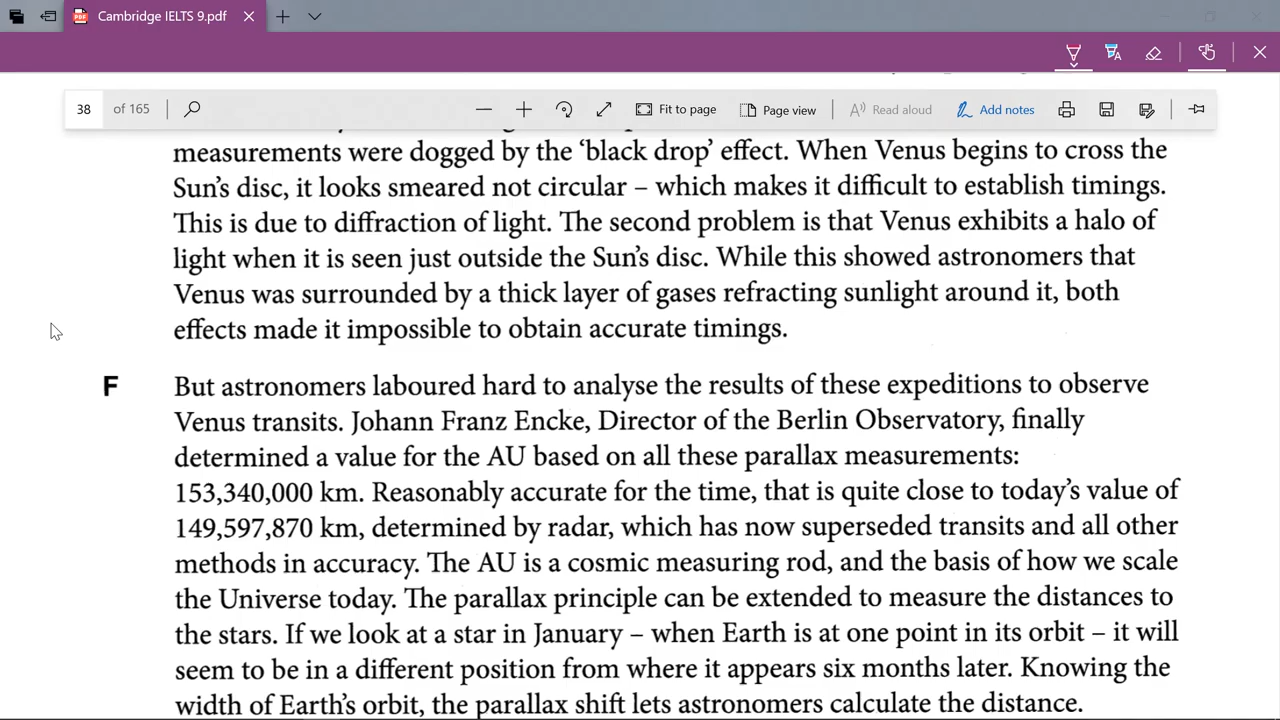 Cambridge IELTS 9.pdf
38 of 165 Fit to page Page view Read aloud Add notes
measurements were dogged by the ‘black drop’ effect. When Venus begins to cross the
Sun’s disc, it looks smeared not circular – which makes it difficult to establish timings.
This is due to diffraction of light. The second problem is that Venus exhibits a halo of
light when it is seen just outside the Sun’s disc. While this showed astronomers that
Venus was surrounded by a thick layer of gases refracting sunlight around it, both
effects made it impossible to obtain accurate timings.
F But astronomers laboured hard to analyse the results of these expeditions to observe
Venus transits. Johann Franz Encke, Director of the Berlin Observatory, finally
determined a value for the AU based on all these parallax measurements:
153,340,000 km. Reasonably accurate for the time, that is quite close to today’s value of
149,597,870 km, determined by radar, which has now superseded transits and all other
methods in accuracy. The AU is a cosmic measuring rod, and the basis of how we scale
the Universe today. The parallax principle can be extended to measure the distances to
the stars. If we look at a star in January – when Earth is at one point in its orbit – it will
seem to be in a different position from where it appears six months later. Knowing the
width of Earth’s orbit, the parallax shift lets astronomers calculate the distance.